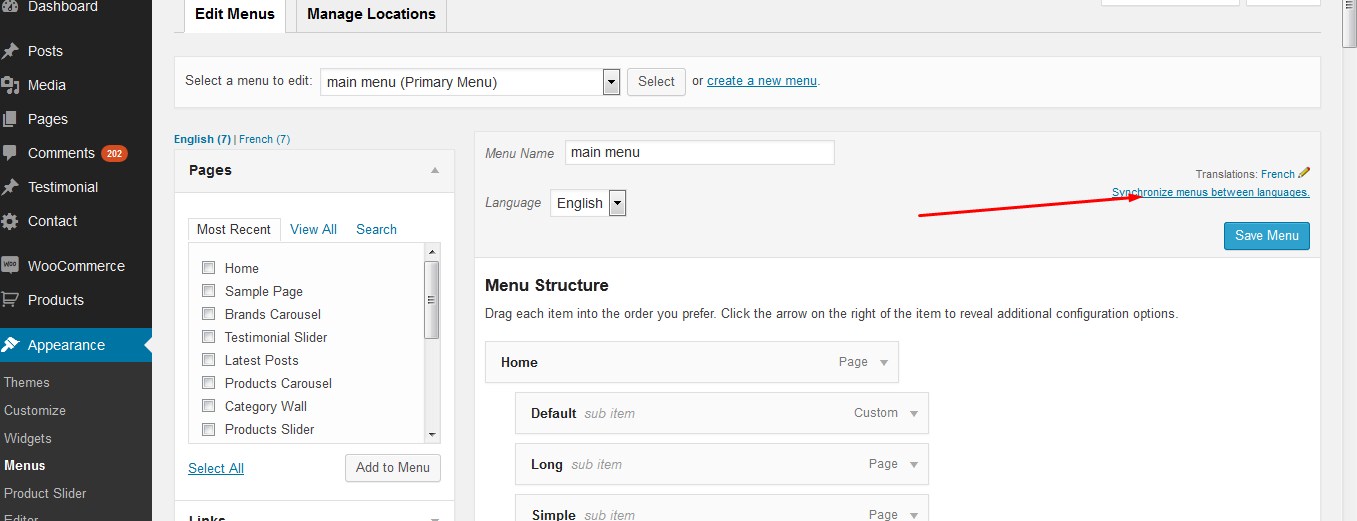 Dashboard
Posts
Media
Pages
Comments 202
Testimonial
Contact
WooCommerce
Products
Appearance
Themes
Customize
Widgets
Menus
Product Slider
Editor
Edit Menus Manage Locations
Select a menu to edit: main menu (Primary Menu) Select or create a new menu.
English (7) | French (7)
Pages
Most Recent View All Search
Home
Sample Page
Brands Carousel
Testimonial Slider
Latest Posts
Products Carousel
Category Wall
Products Slider
Select All Add to Menu
Links
Menu Name main menu
Translations: French
Synchronize menus between languages.
Language English
Save Menu
Menu Structure
Drag each item into the order you prefer. Click the arrow on the right of the item to reveal additional configuration options.
Home Page
Default sub item Custom
Long sub item Page
Simple sub item Page